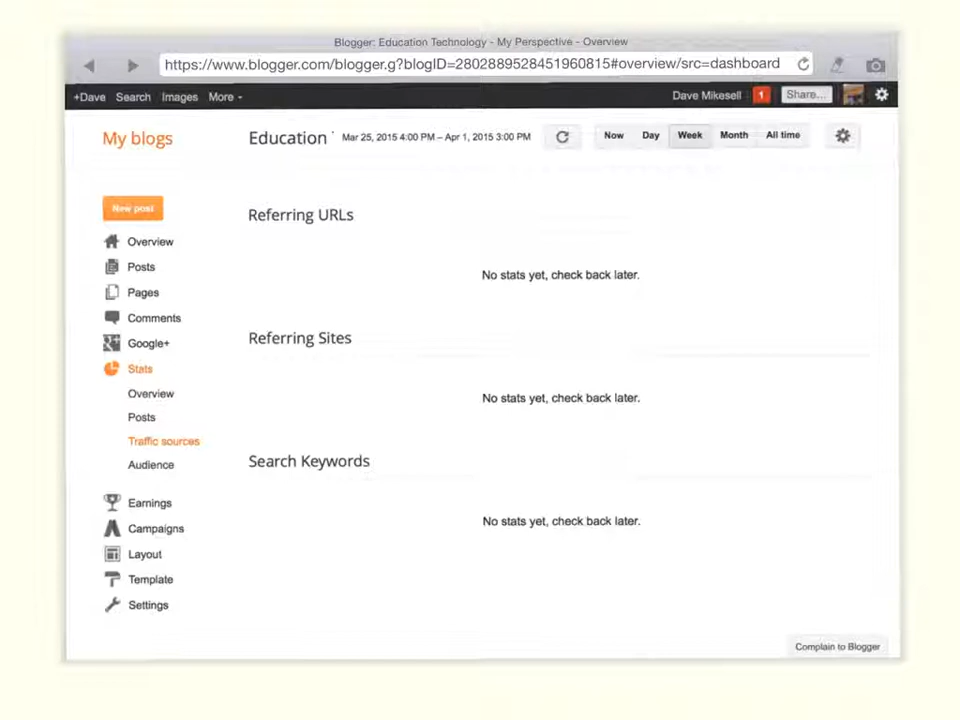 Blogger: Education Technology - My Perspective - Overview
https://www.blogger.com/blogger.g?blogID=2802889528451960815#overview/src=dashboard
+Dave Search Images More
Dave Mikesell 1 Share...
My blogs
Education
Mar 25, 2015 4:00 PM – Apr 1, 2015 3:00 PM
Now Day Week Month All time
New post
Overview
Posts
Pages
Comments
Google+
Stats
Overview
Posts
Traffic sources
Audience
Earnings
Campaigns
Layout
Template
Settings
Referring URLs
No stats yet, check back later.
Referring Sites
No stats yet, check back later.
Search Keywords
No stats yet, check back later.
Complain to Blogger